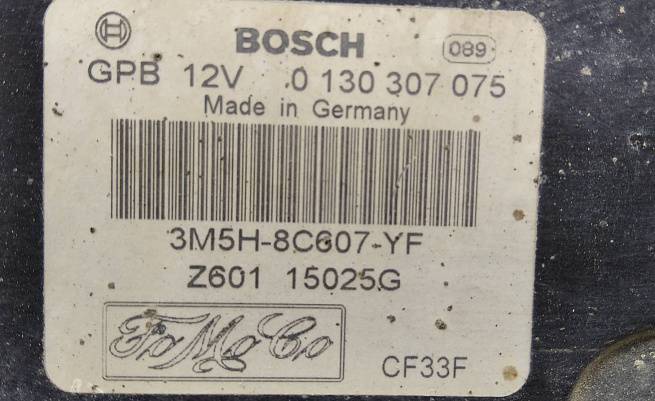 BOSCH 089
GPB 12V 0 130 307 075
Made in Germany
3M5H-8C607-YF
Z601 15025G
FoMoCo CF33F